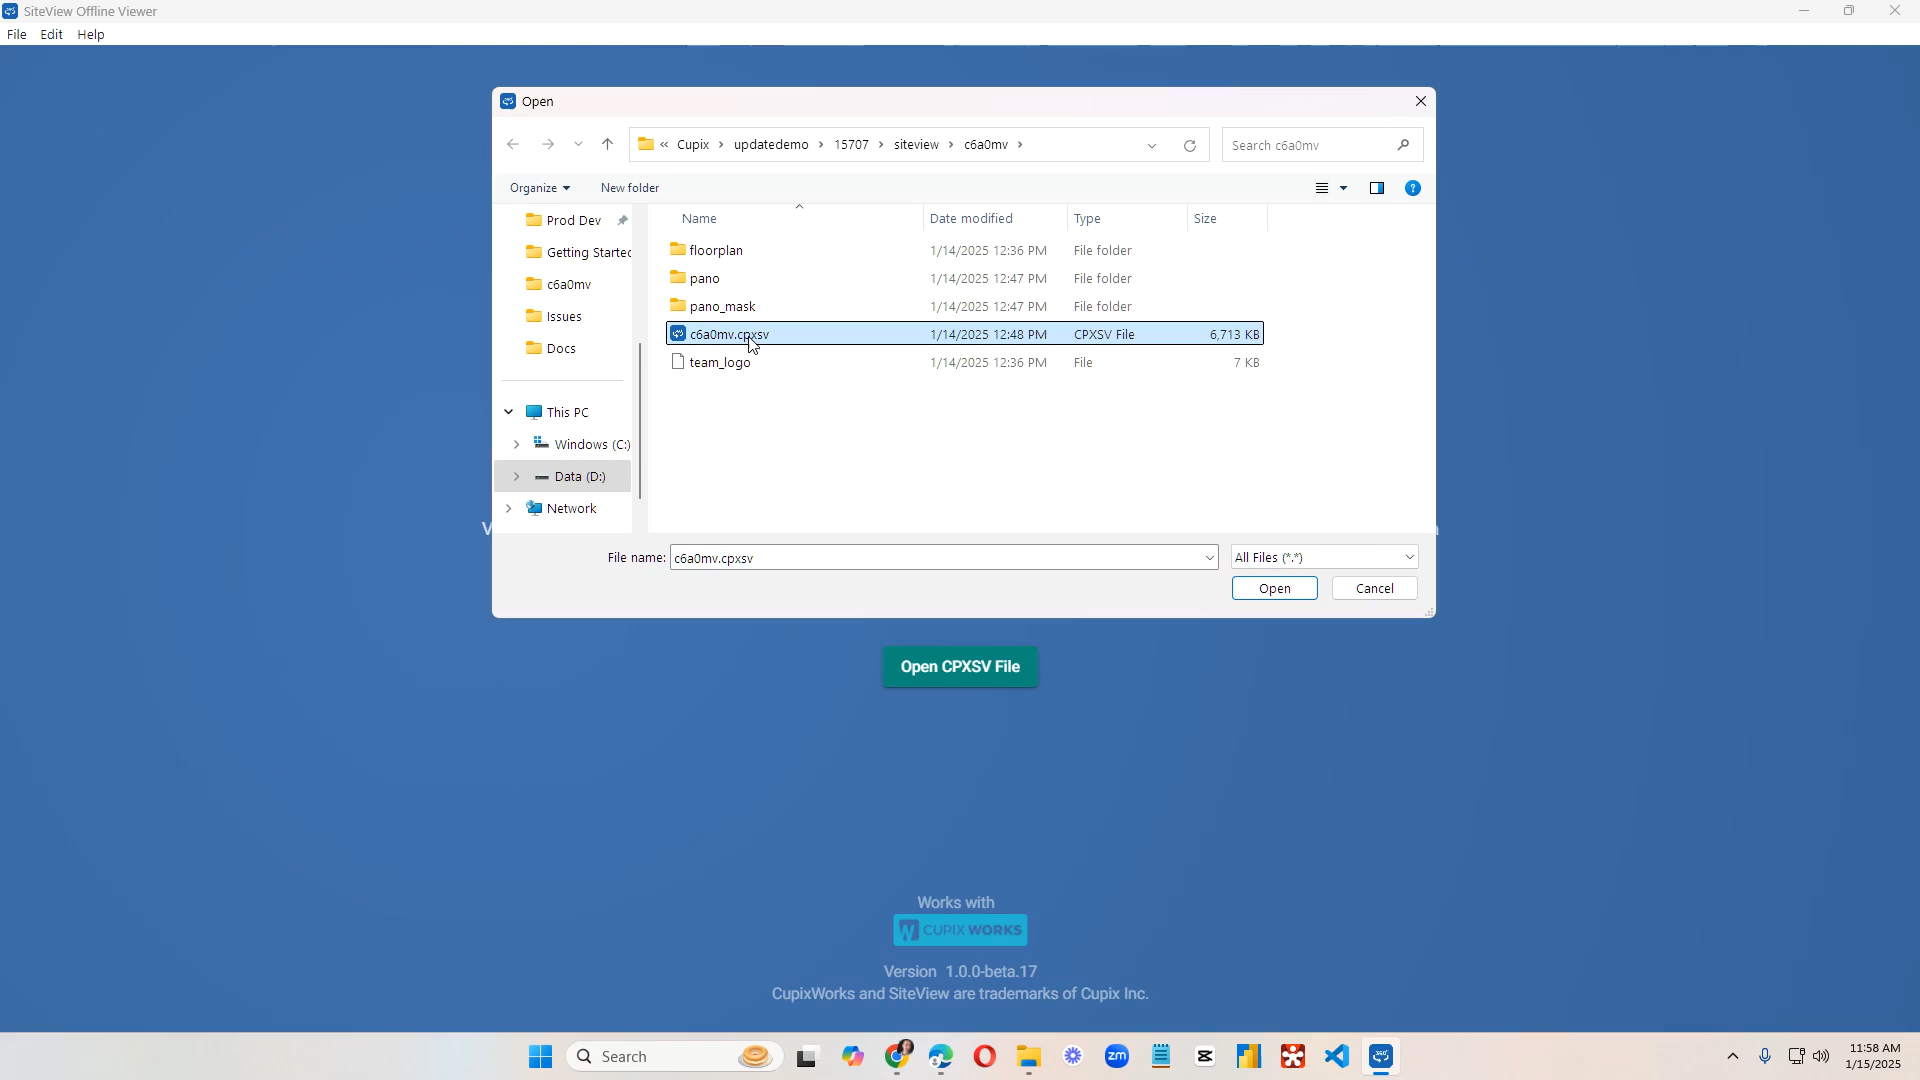 SiteView Offline Viewer
File Edit Help
Open
« Cupix › updatedemo › 15707 › siteview › c6a0mv ›
Search c6a0mv
Organize New folder
Name Date modified Type Size
Prod Dev
Getting Started
c6a0mv
Issues
Docs
This PC
Windows (C:)
Data (D:)
Network
floorplan 1/14/2025 12:36 PM File folder
pano 1/14/2025 12:47 PM File folder
pano_mask 1/14/2025 12:47 PM File folder
c6a0mv.cpxsv 1/14/2025 12:48 PM CPXSV File 6,713 KB
team_logo 1/14/2025 12:36 PM File 7 KB
File name: c6a0mv.cpxsv All Files (*.*)
Open Cancel
Open CPXSV File
Works with
CUPIX WORKS
Version 1.0.0-beta.17
CupixWorks and SiteView are trademarks of Cupix Inc.
Search
zm
11:58 AM
1/15/2025